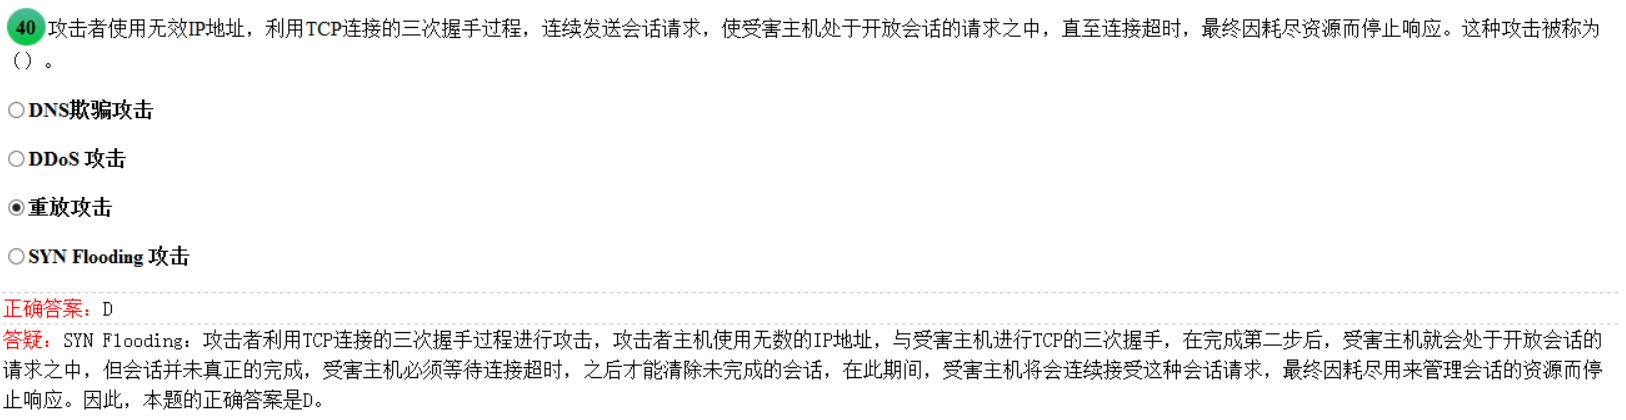 40 攻击者使用无效IP地址，利用TCP连接的三次握手过程，连续发送会话请求，使受害主机处于开放会话的请求之中，直至连接超时，最终因耗尽资源而停止响应。这种攻击被称为
（）。
DNS欺骗攻击
DDoS 攻击
重放攻击
SYN Flooding 攻击
正确答案：D
答疑：SYN Flooding：攻击者利用TCP连接的三次握手过程进行攻击，攻击者主机使用无数的IP地址，与受害主机进行TCP的三次握手，在完成第二步后，受害主机就会处于开放会话的
请求之中，但会话并未真正的完成，受害主机必须等待连接超时，之后才能清除未完成的会话，在此期间，受害主机将会连续接受这种会话请求，最终因耗尽用来管理会话的资源而停
止响应。因此，本题的正确答案是D。